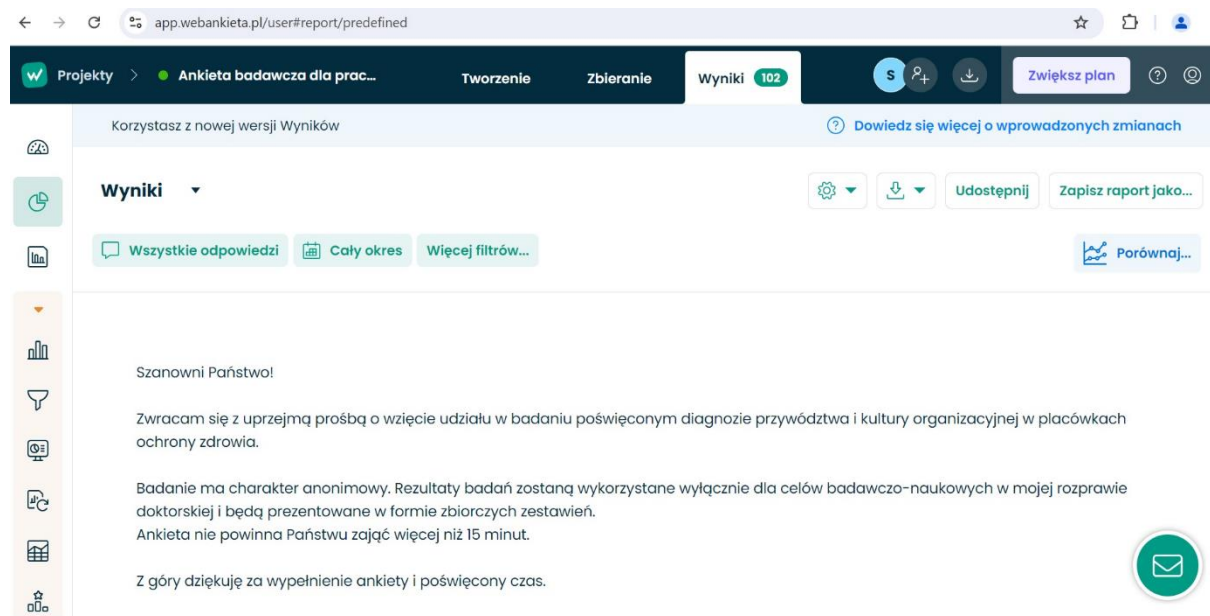 app.webankieta.pl/user#report/predefined
Projekty > Ankieta badawcza dla prac... Tworzenie Zbieranie Wyniki 102 S Zwiększ plan
Korzystasz z nowej wersji Wyników Dowiedz się więcej o wprowadzonych zmianach
Wyniki Udostępnij Zapisz raport jako...
Wszystkie odpowiedzi Cały okres Więcej filtrów... Porównaj...
Szanowni Państwo!
Zwracam się z uprzejmą prośbą o wzięcie udziału w badaniu poświęconym diagnozie przywództwa i kultury organizacyjnej w placówkach
ochrony zdrowia.
Badanie ma charakter anonimowy. Rezultaty badań zostaną wykorzystane wyłącznie dla celów badawczo-naukowych w mojej rozprawie
doktorskiej i będą prezentowane w formie zbiorczych zestawień.
Ankieta nie powinna Państwu zająć więcej niż 15 minut.
Z góry dziękuję za wypełnienie ankiety i poświęcony czas.